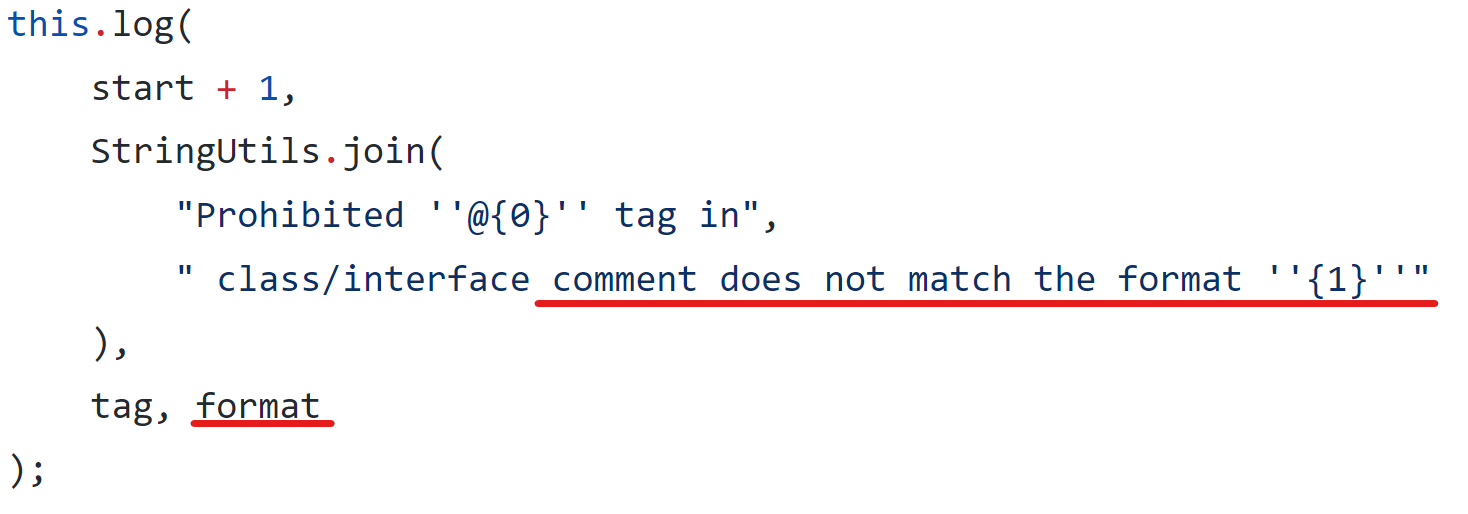 this.log(
start + 1,
StringUtils.join(
"Prohibited ''@{0}'' tag in",
" class/interface comment does not match the format ''{1}''"
),
tag, format
);